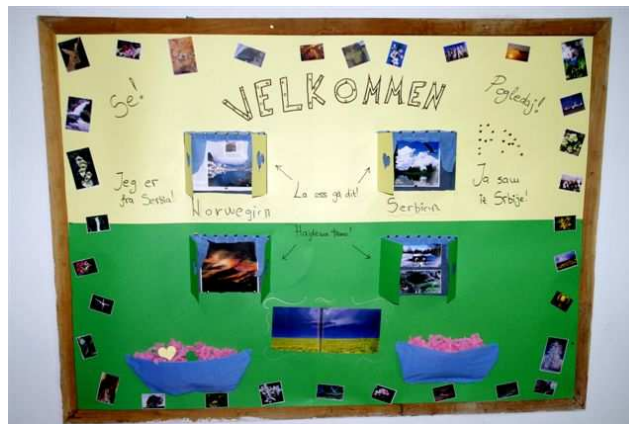 VELKOMMEN
Se!
Pogledaj!
Jeg er
fra Serbia!
La oss gå dit!
Ja sam
iz Srbije!
Norwegian
Serbian
Hajdemo tamo!